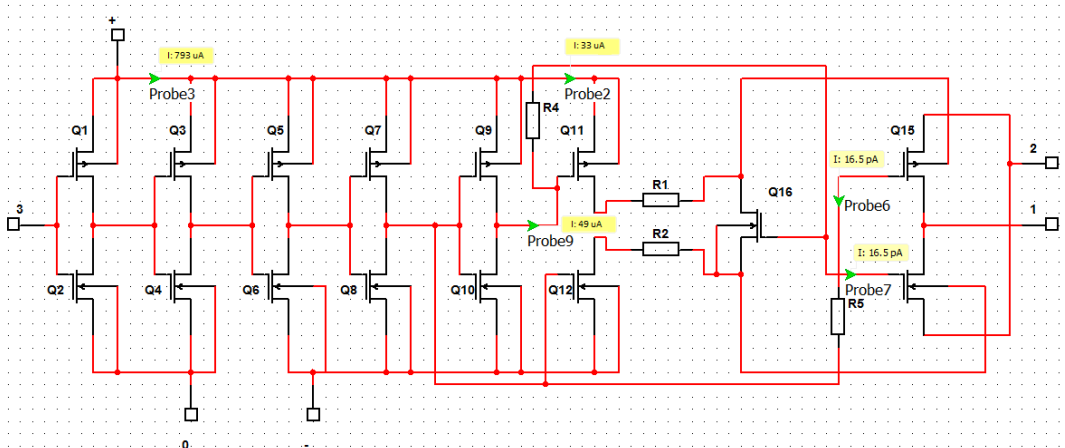 +
I: 793 uA
I: 33 uA
Probe3
Probe2
R4
Q1
Q3
Q5
Q7
Q9
Q11
Q15
2
I: 16.5 pA
R1
Q16
3
Probe6
1
I: 49 uA
Probe9
R2
I: 16.5 pA
Q2
Q4
Q6
Q8
Q10
Q12
Probe7
R5
0
-